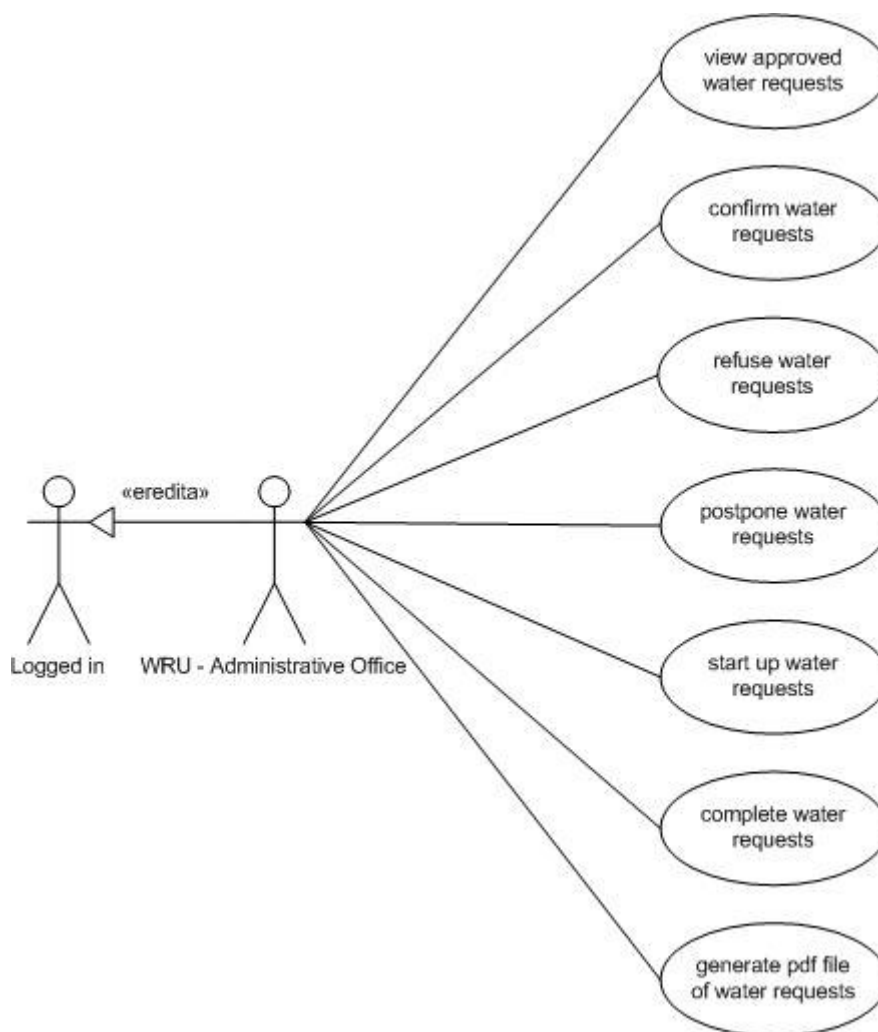 view approved
water requests
confirm water
requests
refuse water
requests
«eredita»
postpone water
requests
Logged in
WRU - Administrative Office
start up water
requests
complete water
requests
generate pdf file
of water requests